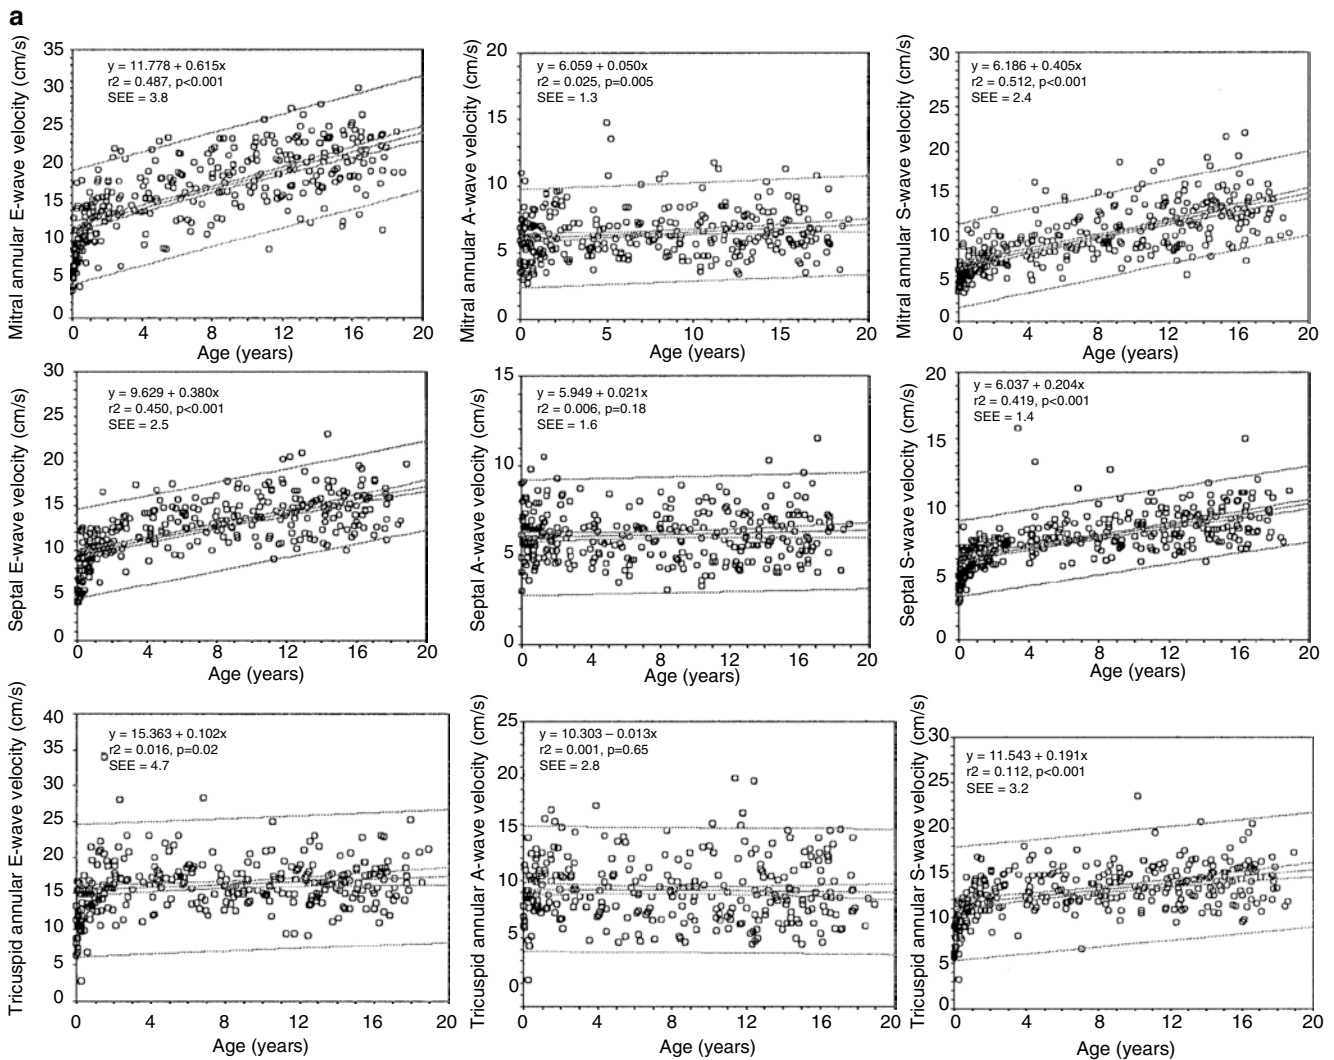 a
Mitral annular E-wave velocity (cm/s)
35
30
25
20
15
10
5
0
y = 11.778 + 0.615x
r2 = 0.487, p<0.001
SEE = 3.8
0 4 8 12 16 20
Age (years)
Mitral annular A-wave velocity (cm/s)
20
15
10
5
0
y = 6.059 + 0.050x
r2 = 0.025, p=0.005
SEE = 1.3
0 5 10 15 20
Age (years)
Mitral annular S-wave velocity (cm/s)
30
25
20
15
10
5
0
y = 6.186 + 0.405x
r2 = 0.512, p<0.001
SEE = 2.4
0 4 8 12 16 20
Age (years)
Septal E-wave velocity (cm/s)
30
25
20
15
10
5
0
y = 9.629 + 0.380x
r2 = 0.450, p<0.001
SEE = 2.5
0 4 8 12 16 20
Age (years)
Septal A-wave velocity (cm/s)
15
10
5
0
y = 5.949 + 0.021x
r2 = 0.006, p=0.18
SEE = 1.6
0 4 8 12 16 20
Age (years)
Septal S-wave velocity (cm/s)
20
15
10
5
0
y = 6.037 + 0.204x
r2 = 0.419, p<0.001
SEE = 1.4
0 4 8 12 16 20
Age (years)
Tricuspid annular E-wave velocity (cm/s)
40
35
30
25
20
15
10
5
0
y = 15.363 + 0.102x
r2 = 0.016, p=0.02
SEE = 4.7
0 4 8 12 16 20
Age (years)
Tricuspid annular A-wave velocity (cm/s)
25
20
15
10
5
0
y = 10.303 – 0.013x
r2 = 0.001, p=0.65
SEE = 2.8
0 4 8 12 16 20
Age (years)
Tricuspid annular S-wave velocity (cm/s)
30
25
20
15
10
5
0
y = 11.543 + 0.191x
r2 = 0.112, p<0.001
SEE = 3.2
0 4 8 12 16 20
Age (years)